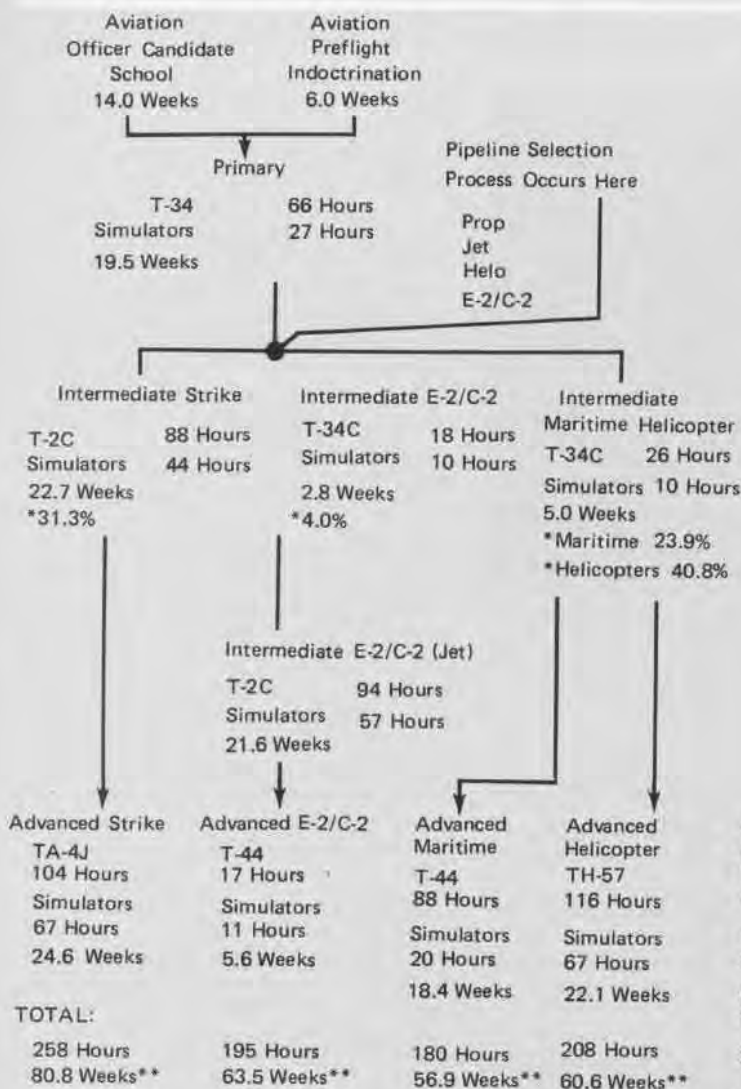 Aviation
Officer Candidate
School
14.0 Weeks
Aviation
Preflight
Indoctrination
6.0 Weeks
Primary
T-34 66 Hours
Simulators 27 Hours
19.5 Weeks
Pipeline Selection
Process Occurs Here
Prop
Jet
Helo
E-2/C-2
Intermediate Strike
T-2C 88 Hours
Simulators 44 Hours
22.7 Weeks
*31.3%
Intermediate E-2/C-2
T-34C 18 Hours
Simulators 10 Hours
2.8 Weeks
*4.0%
Intermediate
Maritime Helicopter
T-34C 26 Hours
Simulators 10 Hours
5.0 Weeks
*Maritime 23.9%
*Helicopters 40.8%
Intermediate E-2/C-2 (Jet)
T-2C 94 Hours
Simulators 57 Hours
21.6 Weeks
Advanced Strike
TA-4J
104 Hours
Simulators
67 Hours
24.6 Weeks
Advanced E-2/C-2
T-44
17 Hours
Simulators
11 Hours
5.6 Weeks
Advanced
Maritime
T-44
88 Hours
Simulators
20 Hours
18.4 Weeks
Advanced
Helicopter
TH-57
116 Hours
Simulators
67 Hours
22.1 Weeks
TOTAL:
258 Hours 195 Hours 180 Hours 208 Hours
80.8 Weeks** 63.5 Weeks** 56.9 Weeks** 60.6 Weeks**